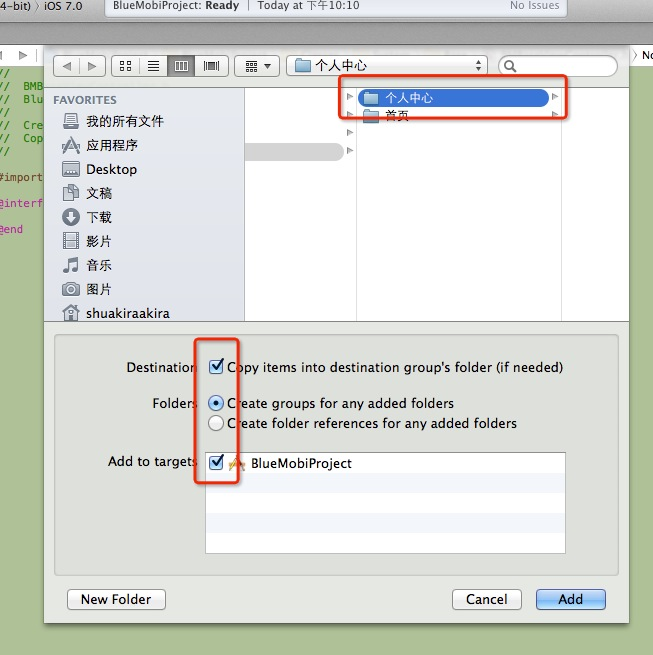 4-bit) 〉 iOS 7.0
BlueMobiProject: Ready | Today at 下午10:10
No Issues
个人中心
〉 No
//
// BMB
// Blu
//
// Cre
// Cop
//
#import
@interf
@end
FAVORITES
我的所有文件
应用程序
Desktop
文稿
下载
影片
音乐
图片
shuakiraakira
个人中心
首页
Destination
Copy items into destination group's folder (if needed)
Folders
Create groups for any added folders
Create folder references for any added folders
Add to targets
BlueMobiProject
New Folder
Cancel
Add